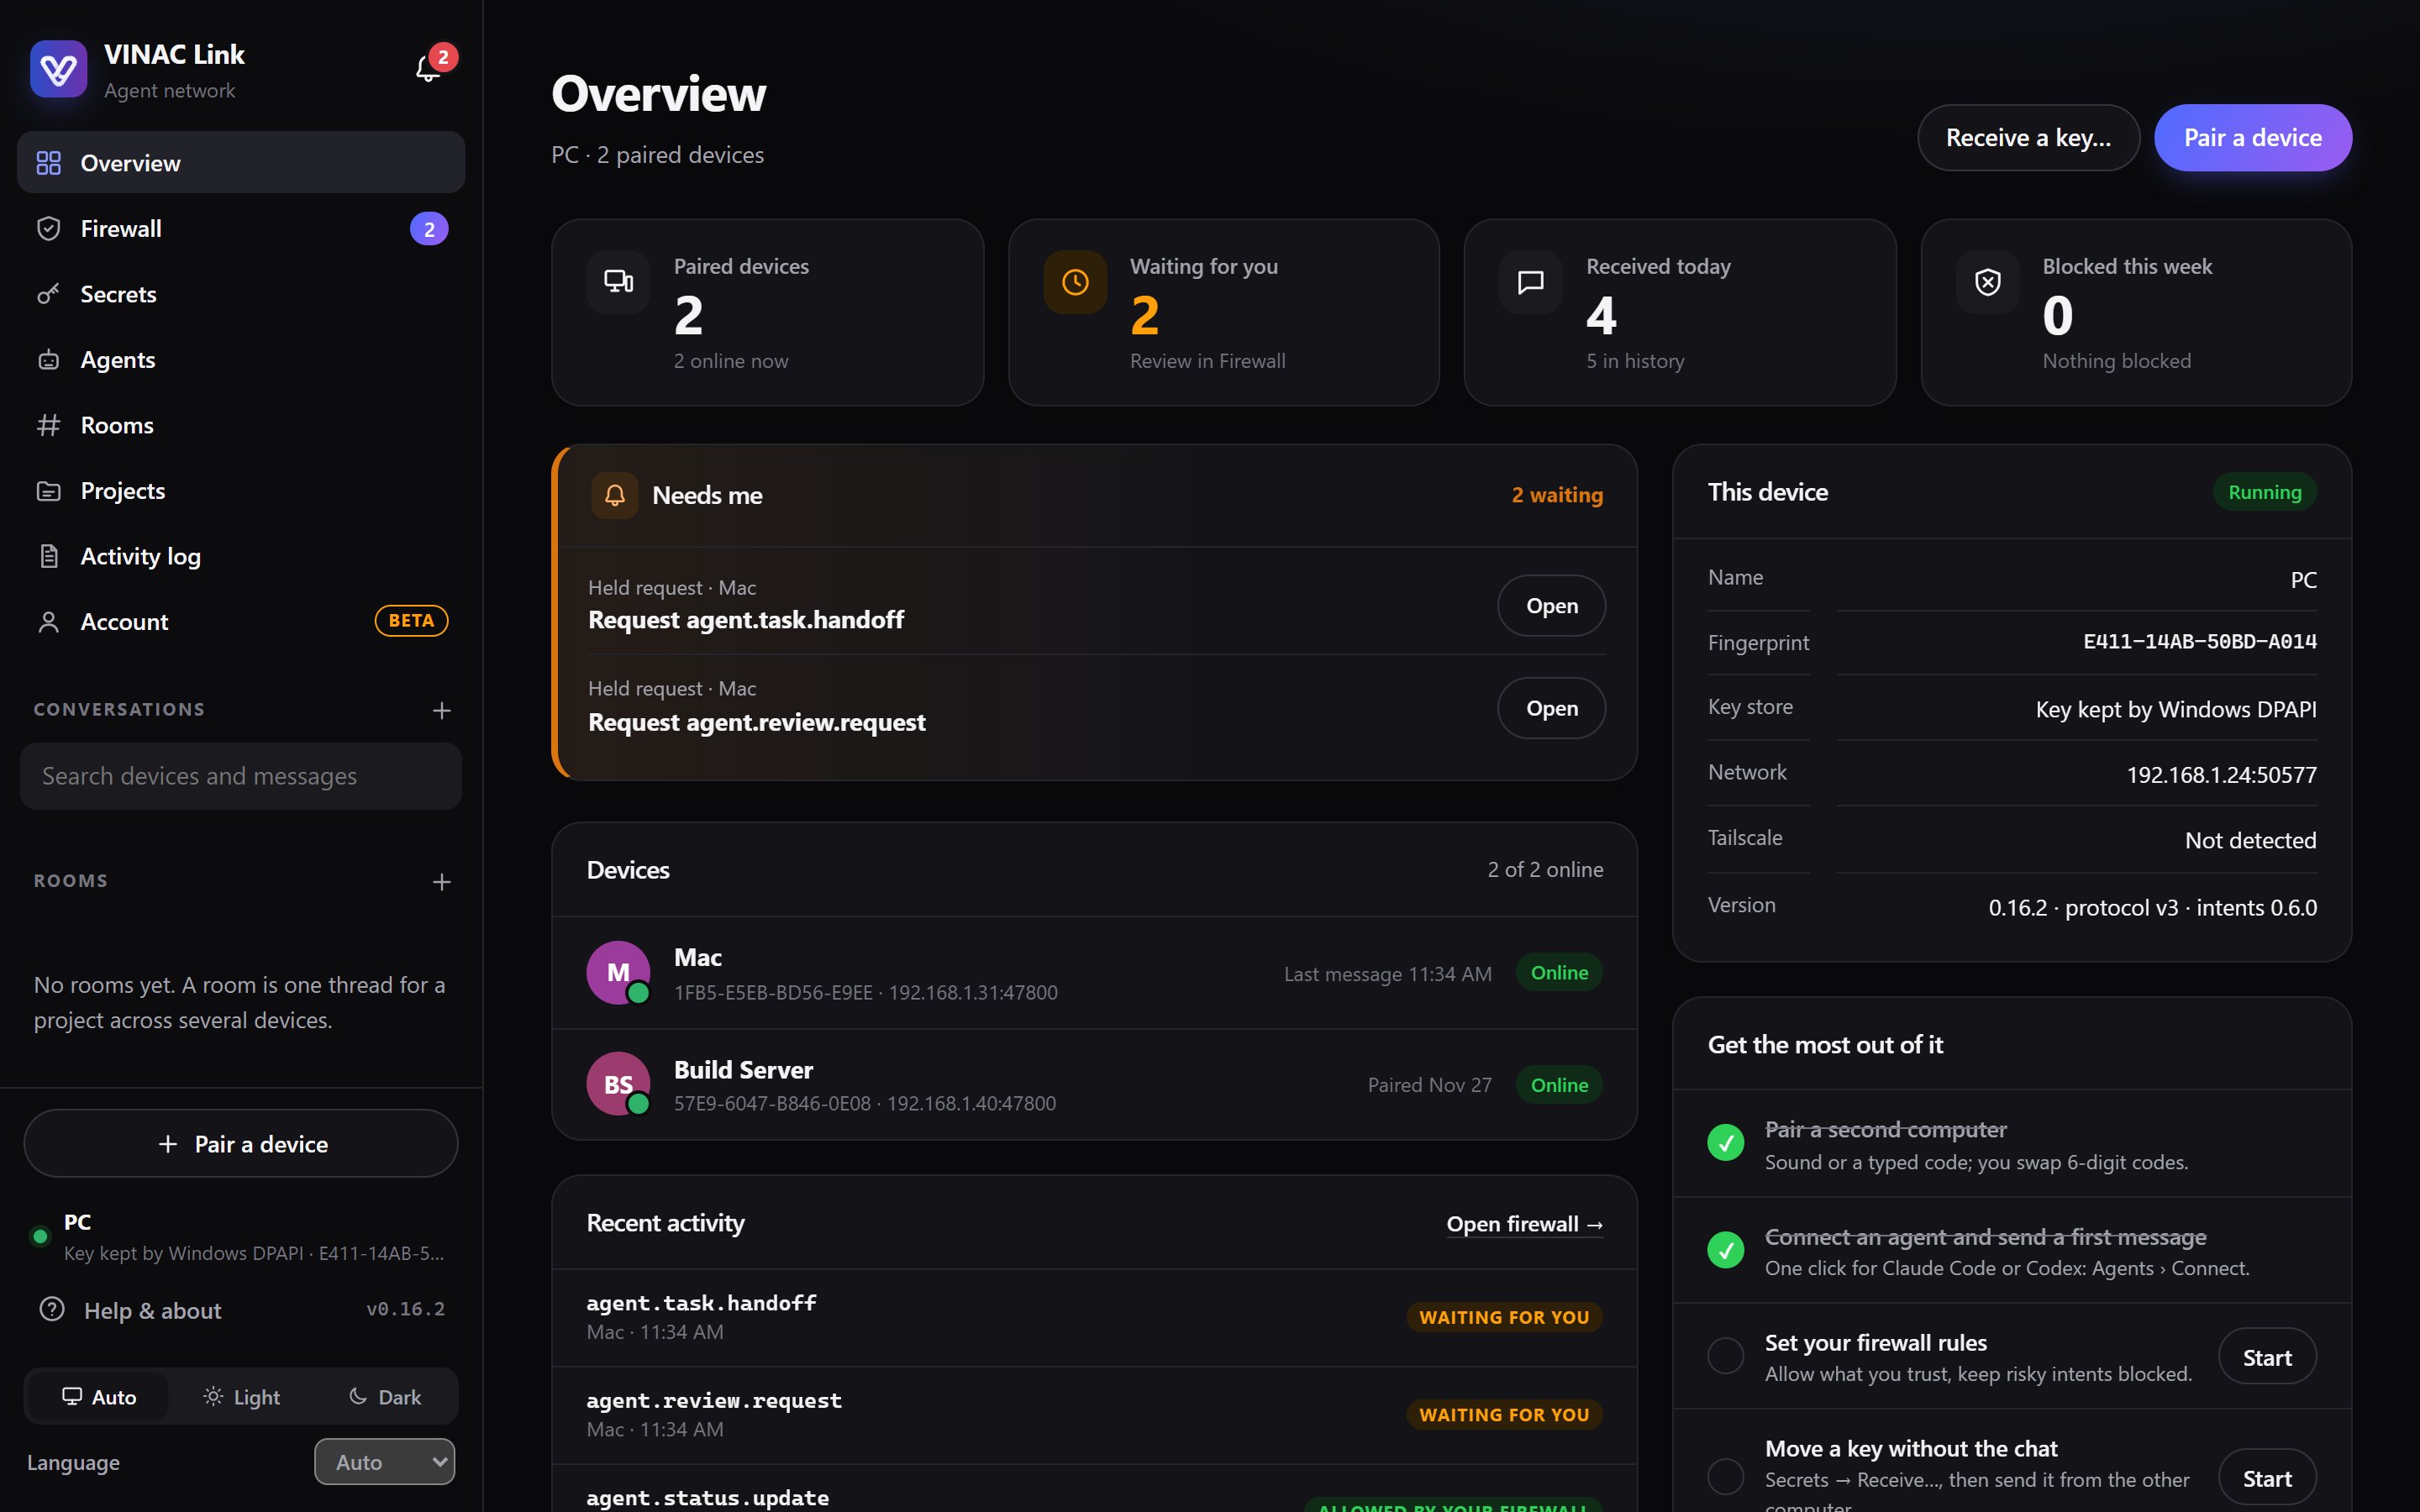 VINAC Link
Agent network
2
Overview
Firewall
2
Secrets
Agents
Rooms
Projects
Activity log
Account
BETA
CONVERSATIONS
Search devices and messages
ROOMS
No rooms yet. A room is one thread for a
project across several devices.
Pair a device
PC
Key kept by Windows DPAPI · E411-14AB-5...
Help & about
v0.16.2
Auto
Light
Dark
Language
Auto
Overview
PC · 2 paired devices
Receive a key...
Pair a device
Paired devices
2
2 online now
Waiting for you
2
Review in Firewall
Received today
4
5 in history
Blocked this week
0
Nothing blocked
Needs me
2 waiting
Held request · Mac
Request agent.task.handoff
Open
Held request · Mac
Request agent.review.request
Open
Devices
2 of 2 online
M
Mac
1FB5-E5EB-BD56-E9EE · 192.168.1.31:47800
Last message 11:34 AM
Online
BS
Build Server
57E9-6047-B846-0E08 · 192.168.1.40:47800
Paired Nov 27
Online
Recent activity
Open firewall →
agent.task.handoff
Mac · 11:34 AM
WAITING FOR YOU
agent.review.request
Mac · 11:34 AM
WAITING FOR YOU
agent.status.update
ALLOWED BY YOUR FIREWALL
This device
Running
Name
PC
Fingerprint
E411-14AB-50BD-A014
Key store
Key kept by Windows DPAPI
Network
192.168.1.24:50577
Tailscale
Not detected
Version
0.16.2 · protocol v3 · intents 0.6.0
Get the most out of it
Pair a second computer
Sound or a typed code; you swap 6-digit codes.
Connect an agent and send a first message
One click for Claude Code or Codex: Agents › Connect.
Set your firewall rules
Allow what you trust, keep risky intents blocked.
Start
Move a key without the chat
Secrets → Receive..., then send it from the other
computer
Start